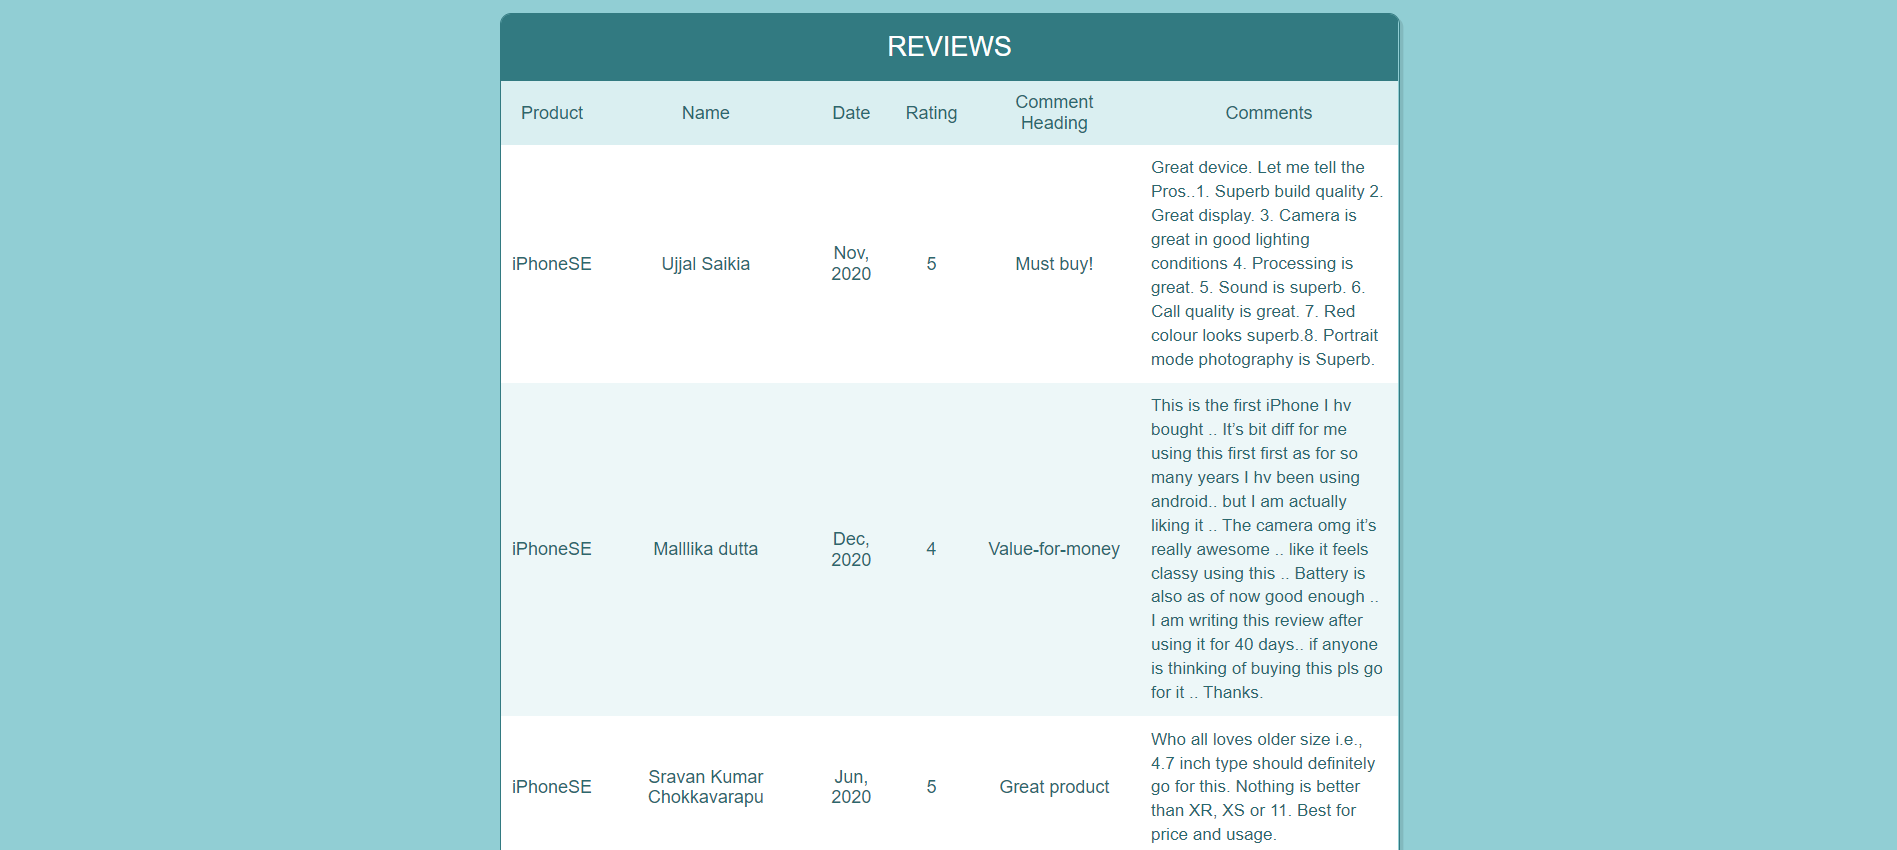 REVIEWS
Product Name Date Rating Comment Heading Comments
iPhoneSE
Ujjal Saikia
Nov,
2020
5
Must buy!
Great device. Let me tell the
Pros..1. Superb build quality 2.
Great display. 3. Camera is
great in good lighting
conditions 4. Processing is
great. 5. Sound is superb. 6.
Call quality is great. 7. Red
colour looks superb.8. Portrait
mode photography is Superb.
iPhoneSE
Malllika dutta
Dec,
2020
4
Value-for-money
This is the first iPhone I hv
bought .. It’s bit diff for me
using this first first as for so
many years I hv been using
android.. but I am actually
liking it .. The camera omg it’s
really awesome .. like it feels
classy using this .. Battery is
also as of now good enough ..
I am writing this review after
using it for 40 days.. if anyone
is thinking of buying this pls go
for it .. Thanks.
iPhoneSE
Sravan Kumar
Chokkavarapu
Jun,
2020
5
Great product
Who all loves older size i.e.,
4.7 inch type should definitely
go for this. Nothing is better
than XR, XS or 11. Best for
price and usage.